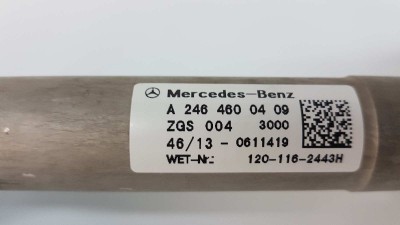 Mercedes-Benz
A 246 460 04 09
ZGS 004 3000
46/13 - 0611419
WET-Nr.: 120-116-2443H